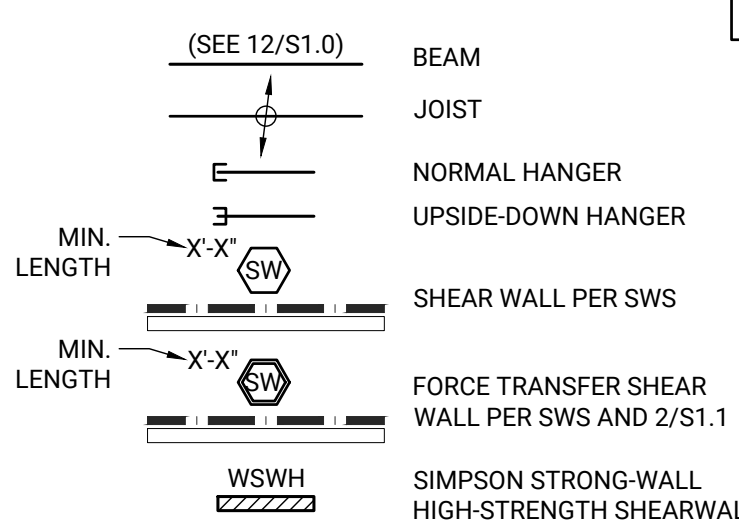 (SEE 12/S1.0)
BEAM
JOIST
NORMAL HANGER
UPSIDE-DOWN HANGER
MIN.
LENGTH
X'-X"
SW
SHEAR WALL PER SWS
MIN.
LENGTH
X'-X"
SW
FORCE TRANSFER SHEAR
WALL PER SWS AND 2/S1.1
WSWH
SIMPSON STRONG-WALL
HIGH-STRENGTH SHEARWAL